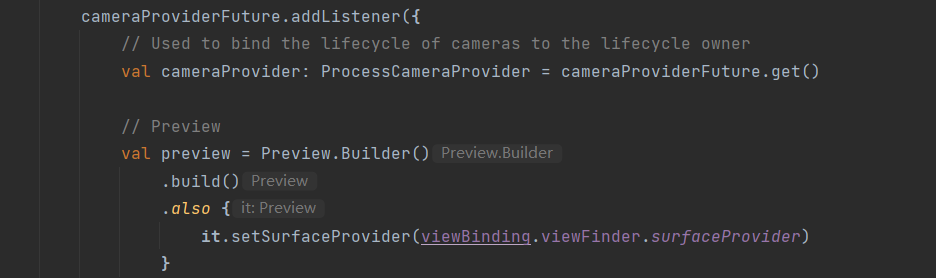 cameraProviderFuture.addListener({
// Used to bind the lifecycle of cameras to the lifecycle owner
val cameraProvider: ProcessCameraProvider = cameraProviderFuture.get()
// Preview
val preview = Preview.Builder() Preview.Builder
.build() Preview
.also { it: Preview
it.setSurfaceProvider(viewBinding.viewFinder.surfaceProvider)
}